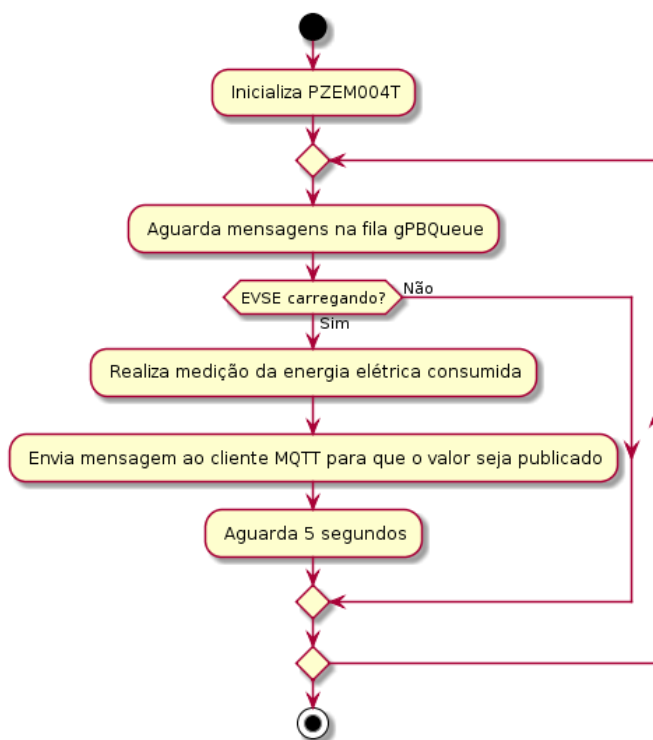 Inicializa PZEM004T
Aguarda mensagens na fila gPBQueue
EVSE carregando?
Não
Sim
Realiza medição da energia elétrica consumida
Envia mensagem ao cliente MQTT para que o valor seja publicado
Aguarda 5 segundos